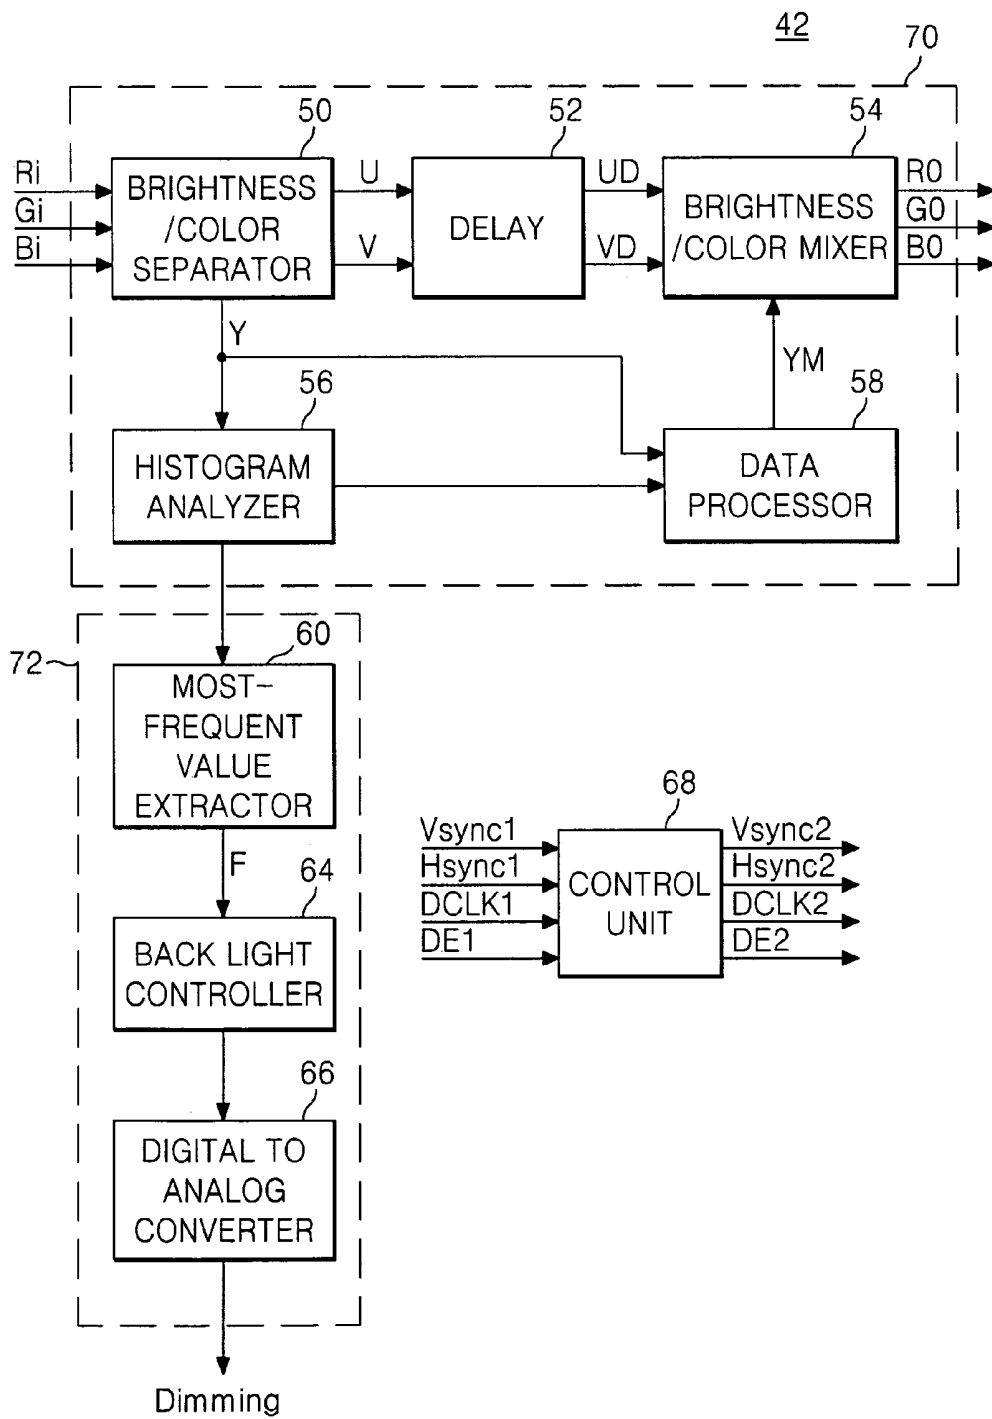 42
70
50
52
54
Ri
Gi
Bi
BRIGHTNESS
/COLOR
SEPARATOR
U
V
DELAY
UD
VD
BRIGHTNESS
/COLOR MIXER
R0
G0
B0
Y
YM
56
58
HISTOGRAM
ANALYZER
DATA
PROCESSOR
72
60
MOST-
FREQUENT
VALUE
EXTRACTOR
F
64
BACK LIGHT
CONTROLLER
66
DIGITAL TO
ANALOG
CONVERTER
Dimming
68
Vsync1
Hsync1
DCLK1
DE1
CONTROL
UNIT
Vsync2
Hsync2
DCLK2
DE2